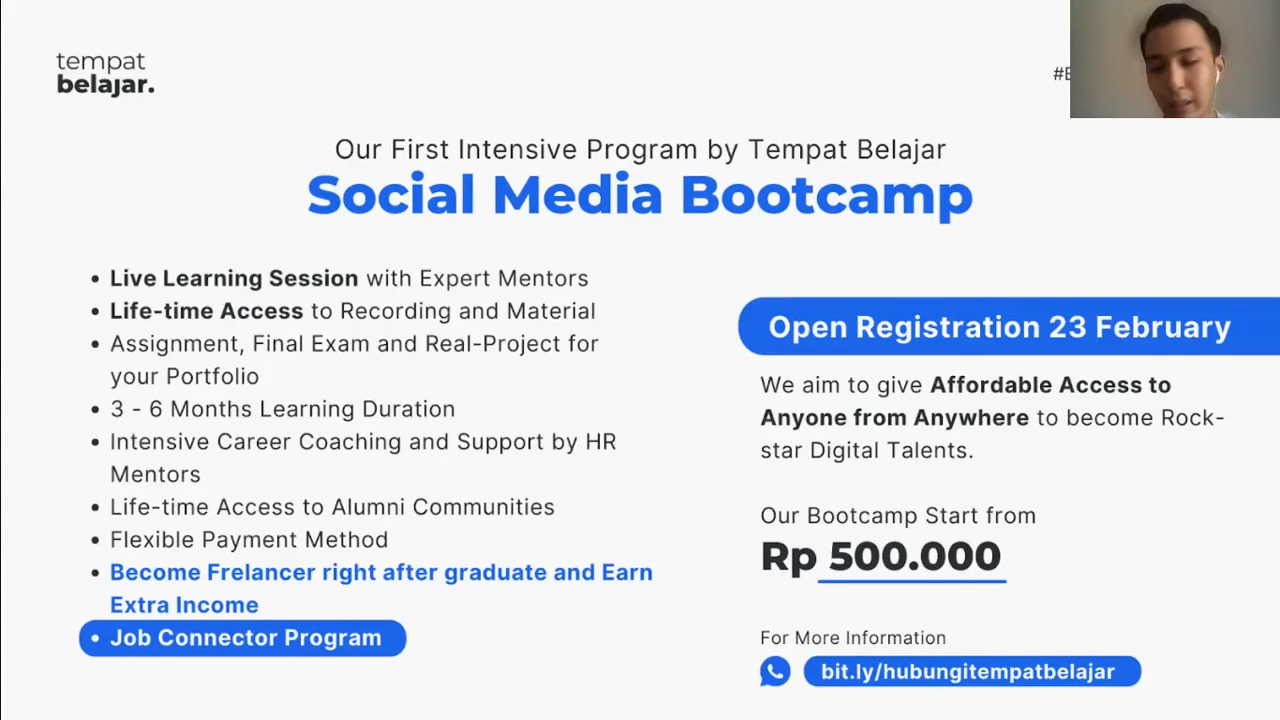 tempat
belajar.
Our First Intensive Program by Tempat Belajar
Social Media Bootcamp
• Live Learning Session with Expert Mentors
• Life-time Access to Recording and Material
• Assignment, Final Exam and Real-Project for
your Portfolio
• 3 - 6 Months Learning Duration
• Intensive Career Coaching and Support by HR
Mentors
• Life-time Access to Alumni Communities
• Flexible Payment Method
• Become Frelancer right after graduate and Earn
Extra Income
• Job Connector Program
Open Registration 23 February
We aim to give Affordable Access to
Anyone from Anywhere to become Rock-
star Digital Talents.
Our Bootcamp Start from
Rp 500.000
For More Information
bit.ly/hubungitempatbelajar